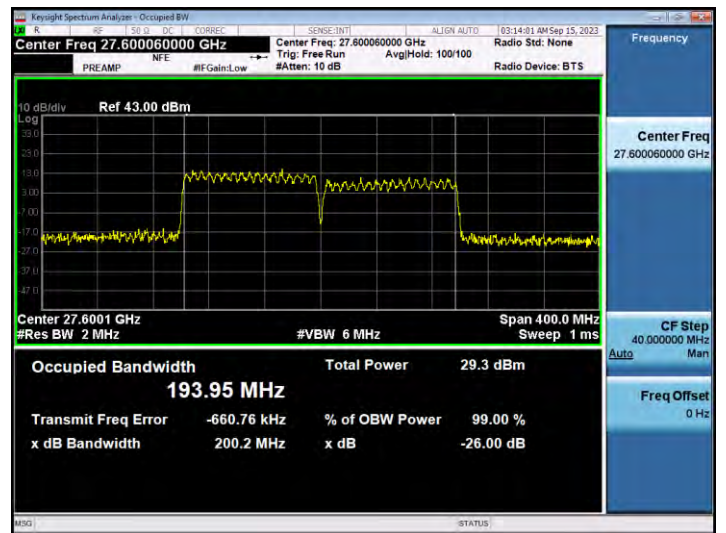 Keysight Spectrum Analyzer - Occupied BW
R RF 50 Ω DC CORREC SENSE:INT ALIGN AUTO 03:14:01 AM Sep 15, 2023
Center Freq 27.600060000 GHz
Center Freq: 27.600060000 GHz
Radio Std: None
NFE
Trig: Free Run Avg|Hold: 100/100
PREAMP #IFGain:Low #Atten: 10 dB Radio Device: BTS
10 dB/div Ref 43.00 dBm
Log
33.0
23.0
13.0
3.00
-7.00
-17.0
-27.0
-37.0
-47.0
Center 27.6001 GHz Span 400.0 MHz
#Res BW 2 MHz #VBW 6 MHz Sweep 1 ms
Occupied Bandwidth Total Power 29.3 dBm
193.95 MHz
Transmit Freq Error -660.76 kHz % of OBW Power 99.00 %
x dB Bandwidth 200.2 MHz x dB -26.00 dB
MSG STATUS
Frequency
Center Freq
27.600060000 GHz
CF Step
40.000000 MHz
Auto Man
Freq Offset
0 Hz